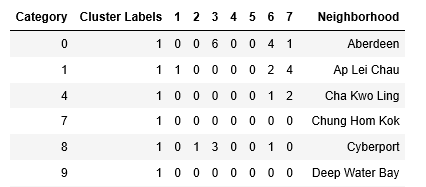 Category Cluster Labels 1 2 3 4 5 6 7 Neighborhood
0 1 0 0 6 0 0 4 1 Aberdeen
1 1 1 0 0 0 0 2 4 Ap Lei Chau
4 1 0 0 0 0 0 1 2 Cha Kwo Ling
7 1 0 0 0 0 0 0 0 Chung Hom Kok
8 1 0 1 3 0 0 1 0 Cyberport
9 1 0 0 0 0 0 0 0 Deep Water Bay